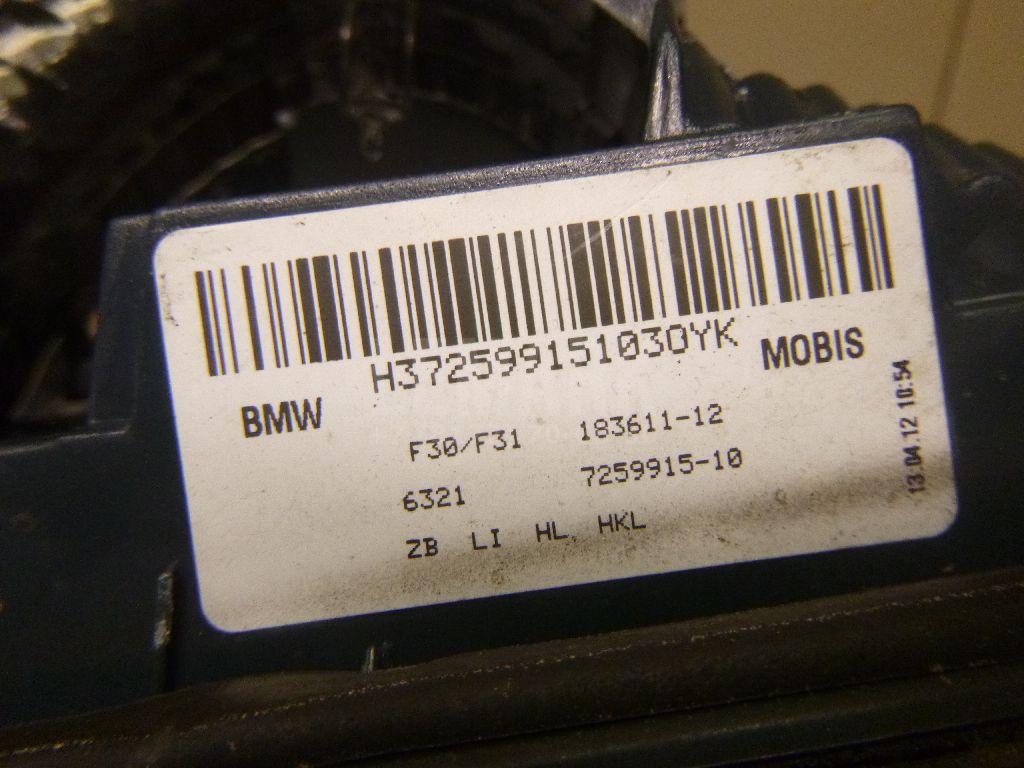 H37259915103OYK
BMW
MOBIS
F30/F31 183611-12
6321 7259915-10
ZB LI HL HKL
13.04.12 10:54